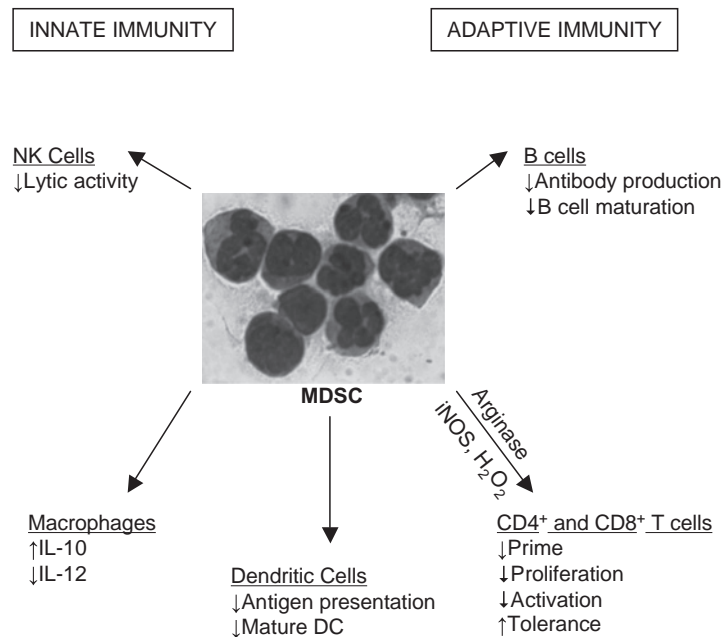 INNATE IMMUNITY
ADAPTIVE IMMUNITY
NK Cells
↓Lytic activity
B cells
↓Antibody production
↓B cell maturation
MDSC
Arginase
iNOS, H₂O₂
Macrophages
↑IL-10
↓IL-12
Dendritic Cells
↓Antigen presentation
↓Mature DC
CD4⁺ and CD8⁺ T cells
↓Prime
↓Proliferation
↓Activation
↑Tolerance